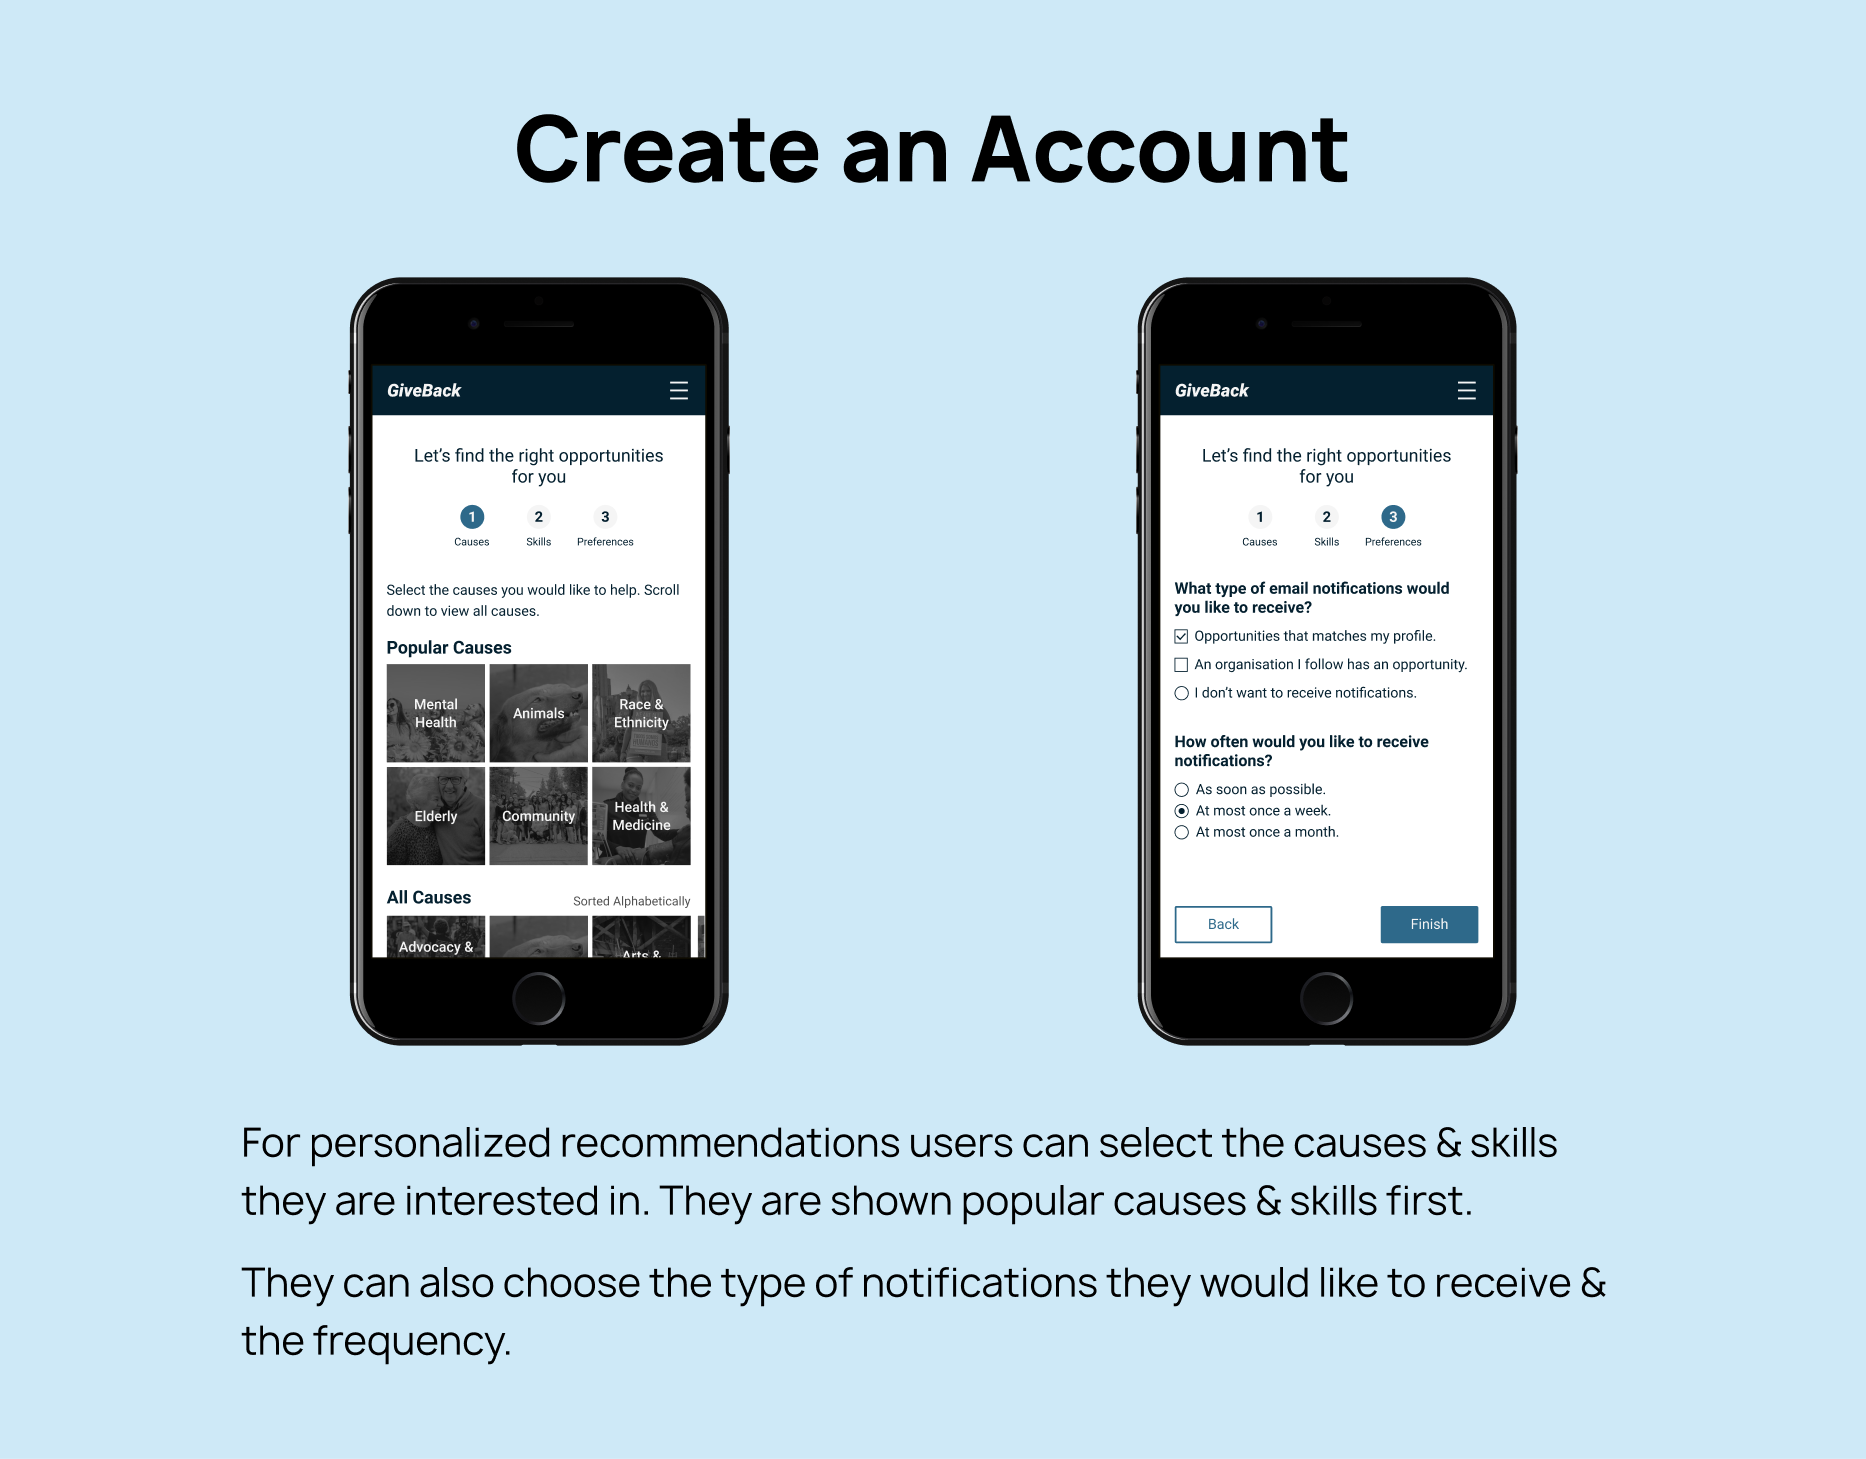 Create an Account
GiveBack
Let's find the right opportunities
for you
1 2 3
Causes Skills Preferences
Select the causes you would like to help. Scroll
down to view all causes.
Popular Causes
Mental
Health
Animals
Race &
Ethnicity
Elderly
Community
Health &
Medicine
All Causes
Sorted Alphabetically
Advocacy &
Arts &
GiveBack
Let's find the right opportunities
for you
1 2 3
Causes Skills Preferences
What type of email notifications would
you like to receive?
Opportunities that matches my profile.
An organisation I follow has an opportunity.
I don't want to receive notifications.
How often would you like to receive
notifications?
As soon as possible.
At most once a week.
At most once a month.
Back
Finish
For personalized recommendations users can select the causes & skills
they are interested in. They are shown popular causes & skills first.
They can also choose the type of notifications they would like to receive &
the frequency.